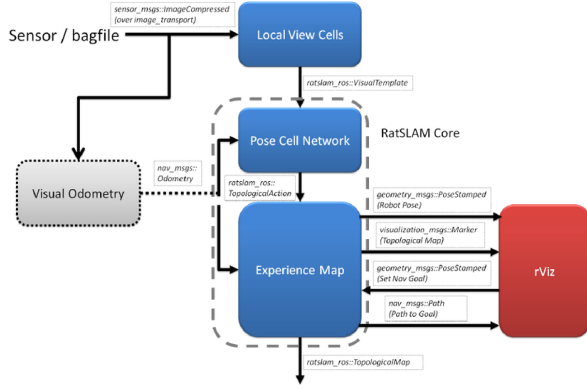 sensor_msgs::ImageCompressed
(over image_transport)
Sensor / bagfile
Local View Cells
ratslam_ros::VisualTemplate
RatSLAM Core
Pose Cell Network
nav_msgs::
Odometry
Visual Odometry
ratslam_ros::
TopologicalAction
geometry_msgs::PoseStamped
(Robot Pose)
visualization_msgs::Marker
(Topological Map)
geometry_msgs::PoseStamped
(Set Nav Goal)
Experience Map
rViz
nav_msgs::Path
(Path to Goal)
ratslam_ros::TopologicalMap